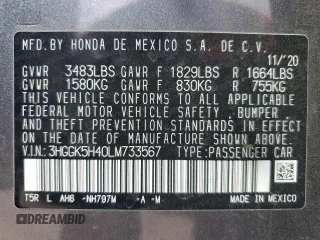 MFD.BY HONDA DE MEXICO S.A. DE C.V.
11/'20
GVWR 3483LBS GAWR F 1829LBS R 1664LBS
GVWR 1580KG GAWR F 830KG R 755KG
THIS VEHICLE CONFORMS TO ALL APPLICABLE
FEDERAL MOTOR VEHICLE SAFETY, BUMPER,
AND THEFT PREVENTION STANDARDS IN EFFECT
ON THE DATE OF MANUFACTURE SHOWN ABOVE.
V.I.N:3HGGK5H40LM733567 TYPE:PASSENGER CAR
T5R L AH6 -NH797M -A -M- MADE IN MEXICO
© DREAMBID